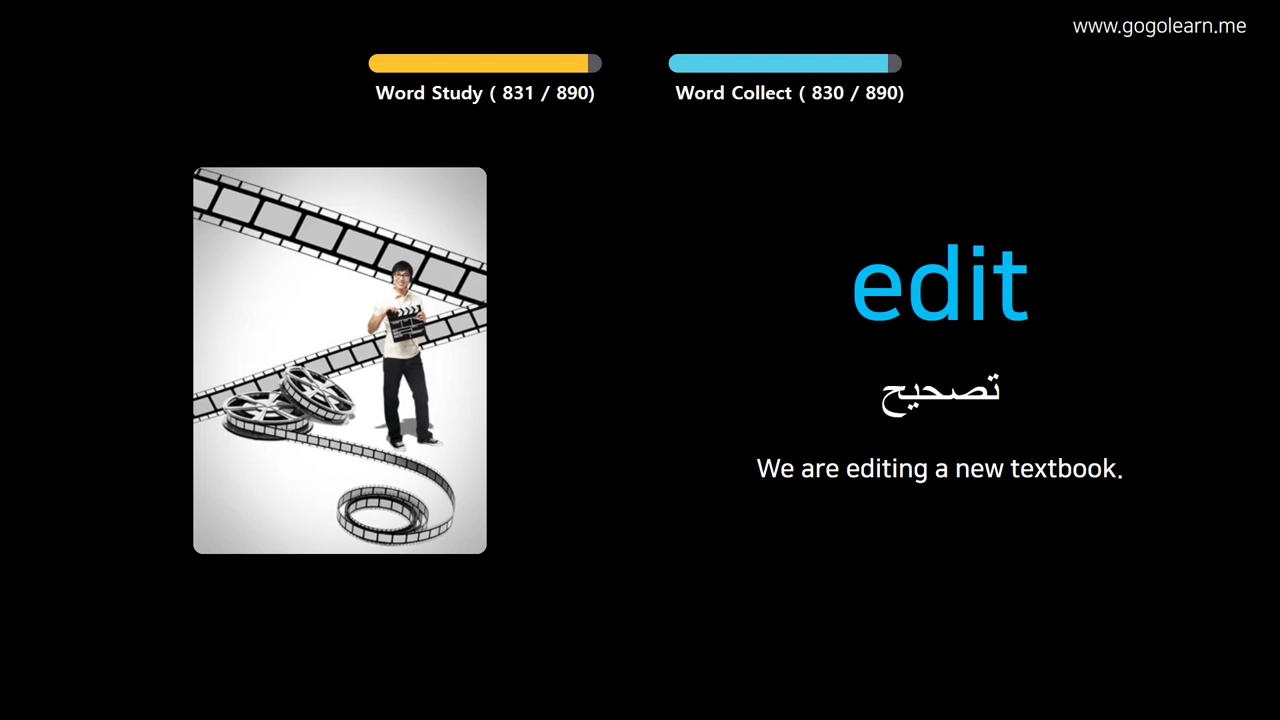 www.gogolearn.me
Word Study ( 831 / 890)
Word Collect ( 830 / 890)
edit
تصحيح
We are editing a new textbook.